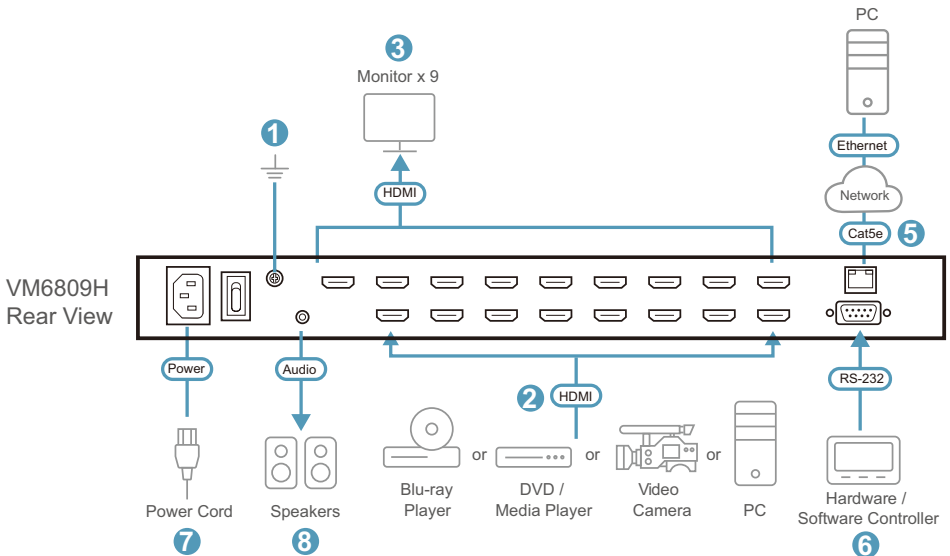 PC
3
Monitor x 9
1
Ethernet
HDMI
Network
Cat5e
5
VM6809H
Rear View
Power
Audio
2
HDMI
RS-232
or
or
or
Blu-ray
Player
DVD /
Media Player
Video
Camera
PC
Hardware /
Software Controller
Power Cord
Speakers
7
8
6